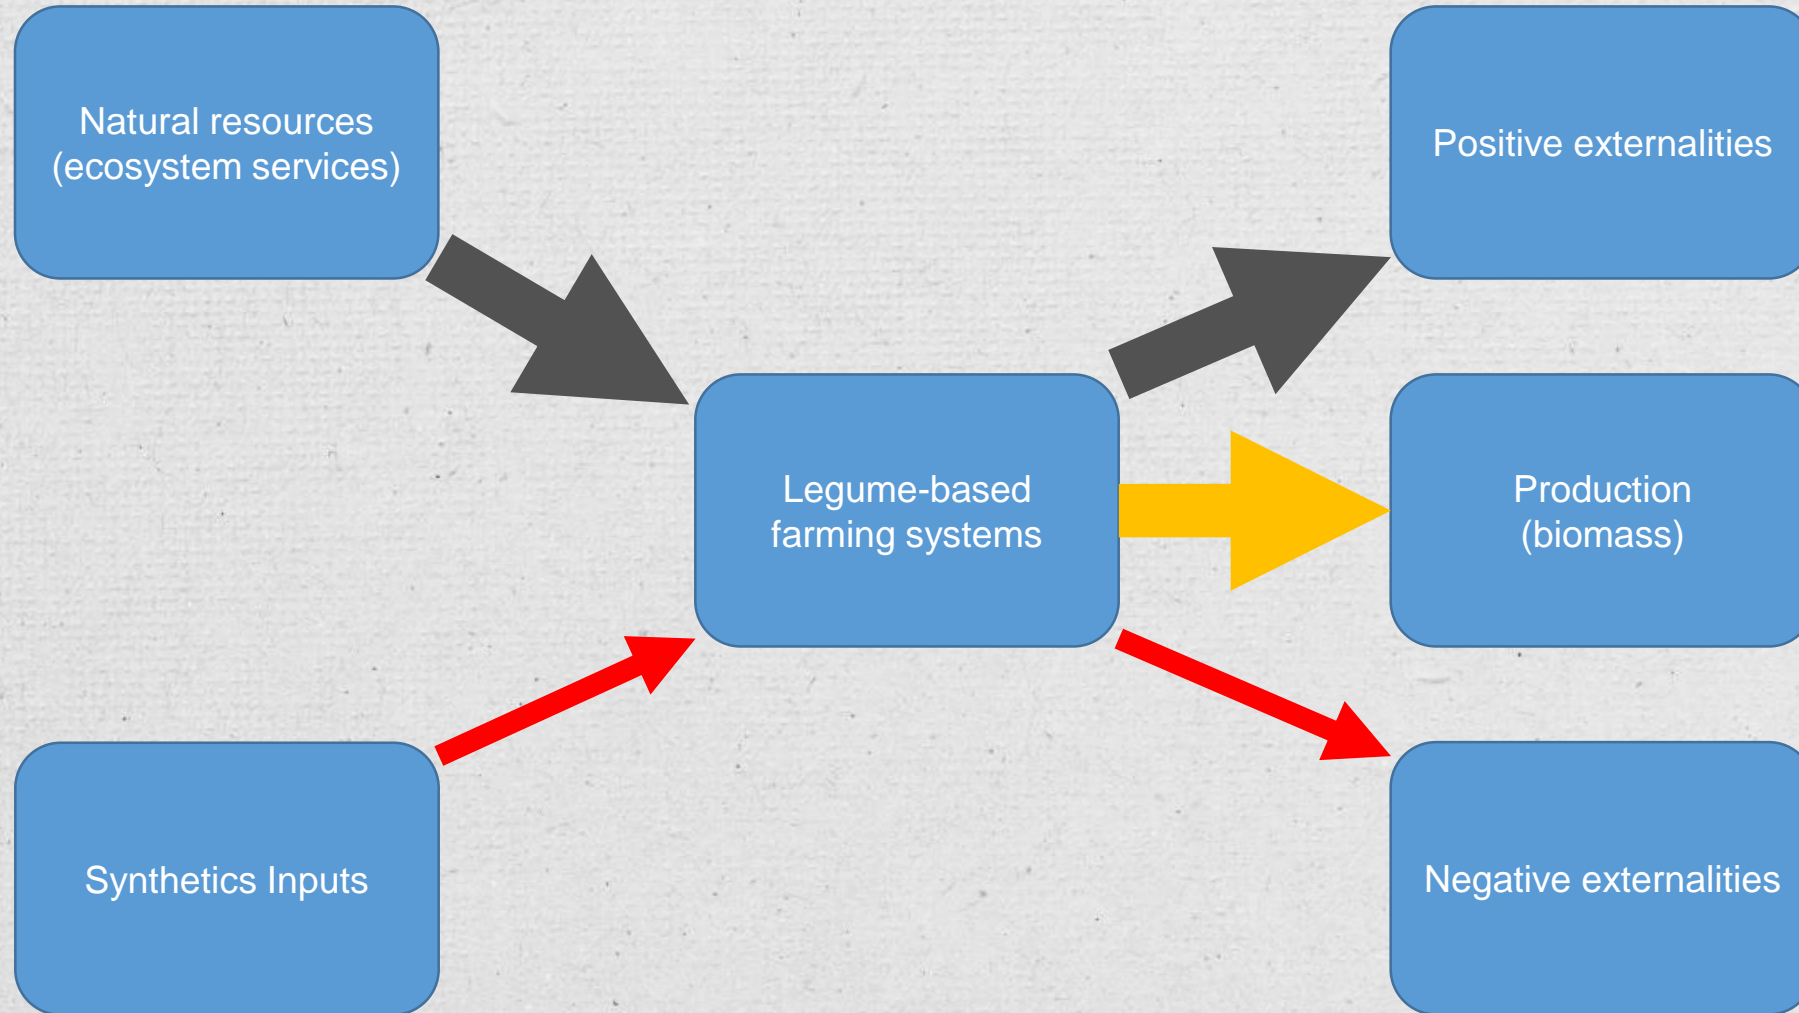 Natural resources
(ecosystem services)
Positive externalities
Legume-based
farming systems
Production
(biomass)
Synthetics Inputs
Negative externalities